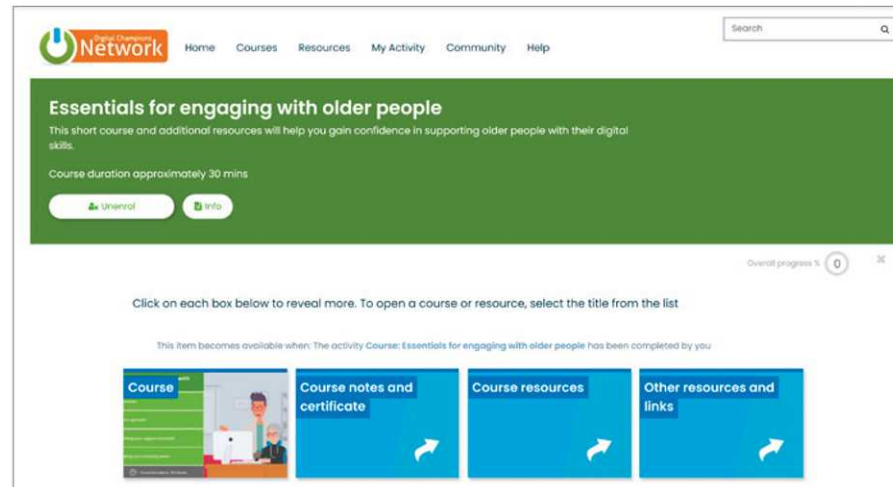 Digital Champions
Network
Home
Courses
Resources
My Activity
Community
Help
Search
Essentials for engaging with older people
This short course and additional resources will help you gain confidence in supporting older people with their digital
skills.
Course duration approximately 30 mins
Unenrol
Info
Overall progress % 0
Click on each box below to reveal more. To open a course or resource, select the title from the list
This item becomes available when: The activity Course: Essentials for engaging with older people has been completed by you
Course
Course notes and
certificate
Course resources
Other resources and
links